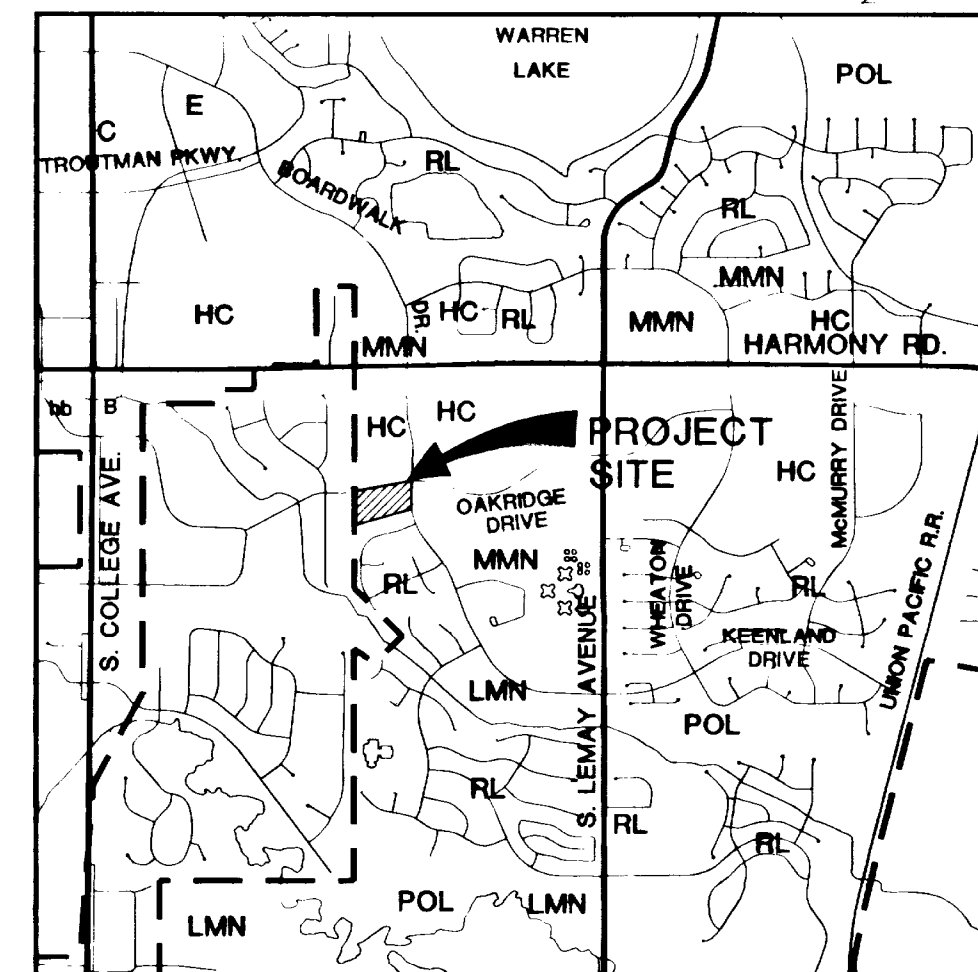 WARREN
LAKE
POL
E
C
TROUTMAN PKWY.
RL
BOARDWALK
DR.
RL
MMN
HC
HC
RL
MMN
HC
MMN
HARMONY RD.
bb
B
HC
HC
PROJECT
SITE
HC
McMURRY DRIVE
S. COLLEGE AVE.
OAKRIDGE
DRIVE
MMN
RL
WHEATON
DRIVE
RL
KEENLAND
DRIVE
UNION PACIFIC R.R.
S. LEMAY AVENUE
LMN
POL
RL
RL
RL
POL
LMN
LMN